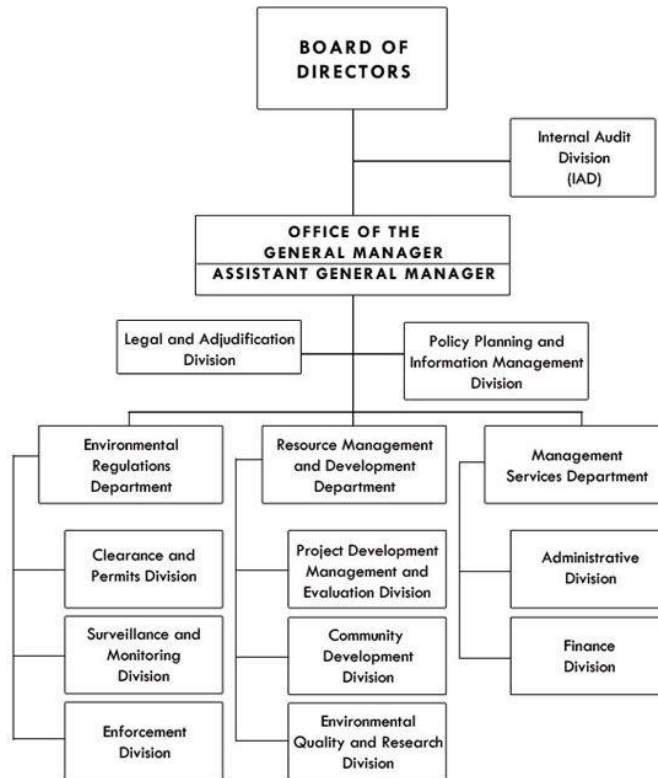 BOARD OF
DIRECTORS
Internal Audit
Division
(IAD)
OFFICE OF THE
GENERAL MANAGER
ASSISTANT GENERAL MANAGER
Legal and Adjudification
Division
Policy Planning and
Information Management
Division
Environmental
Regulations
Department
Resource Management
and Development
Department
Management
Services Department
Clearance and
Permits Division
Project Development
Management and
Evaluation Division
Administrative
Division
Surveillance and
Monitoring
Division
Community
Development
Division
Finance
Division
Enforcement
Division
Environmental
Quality and Research
Division